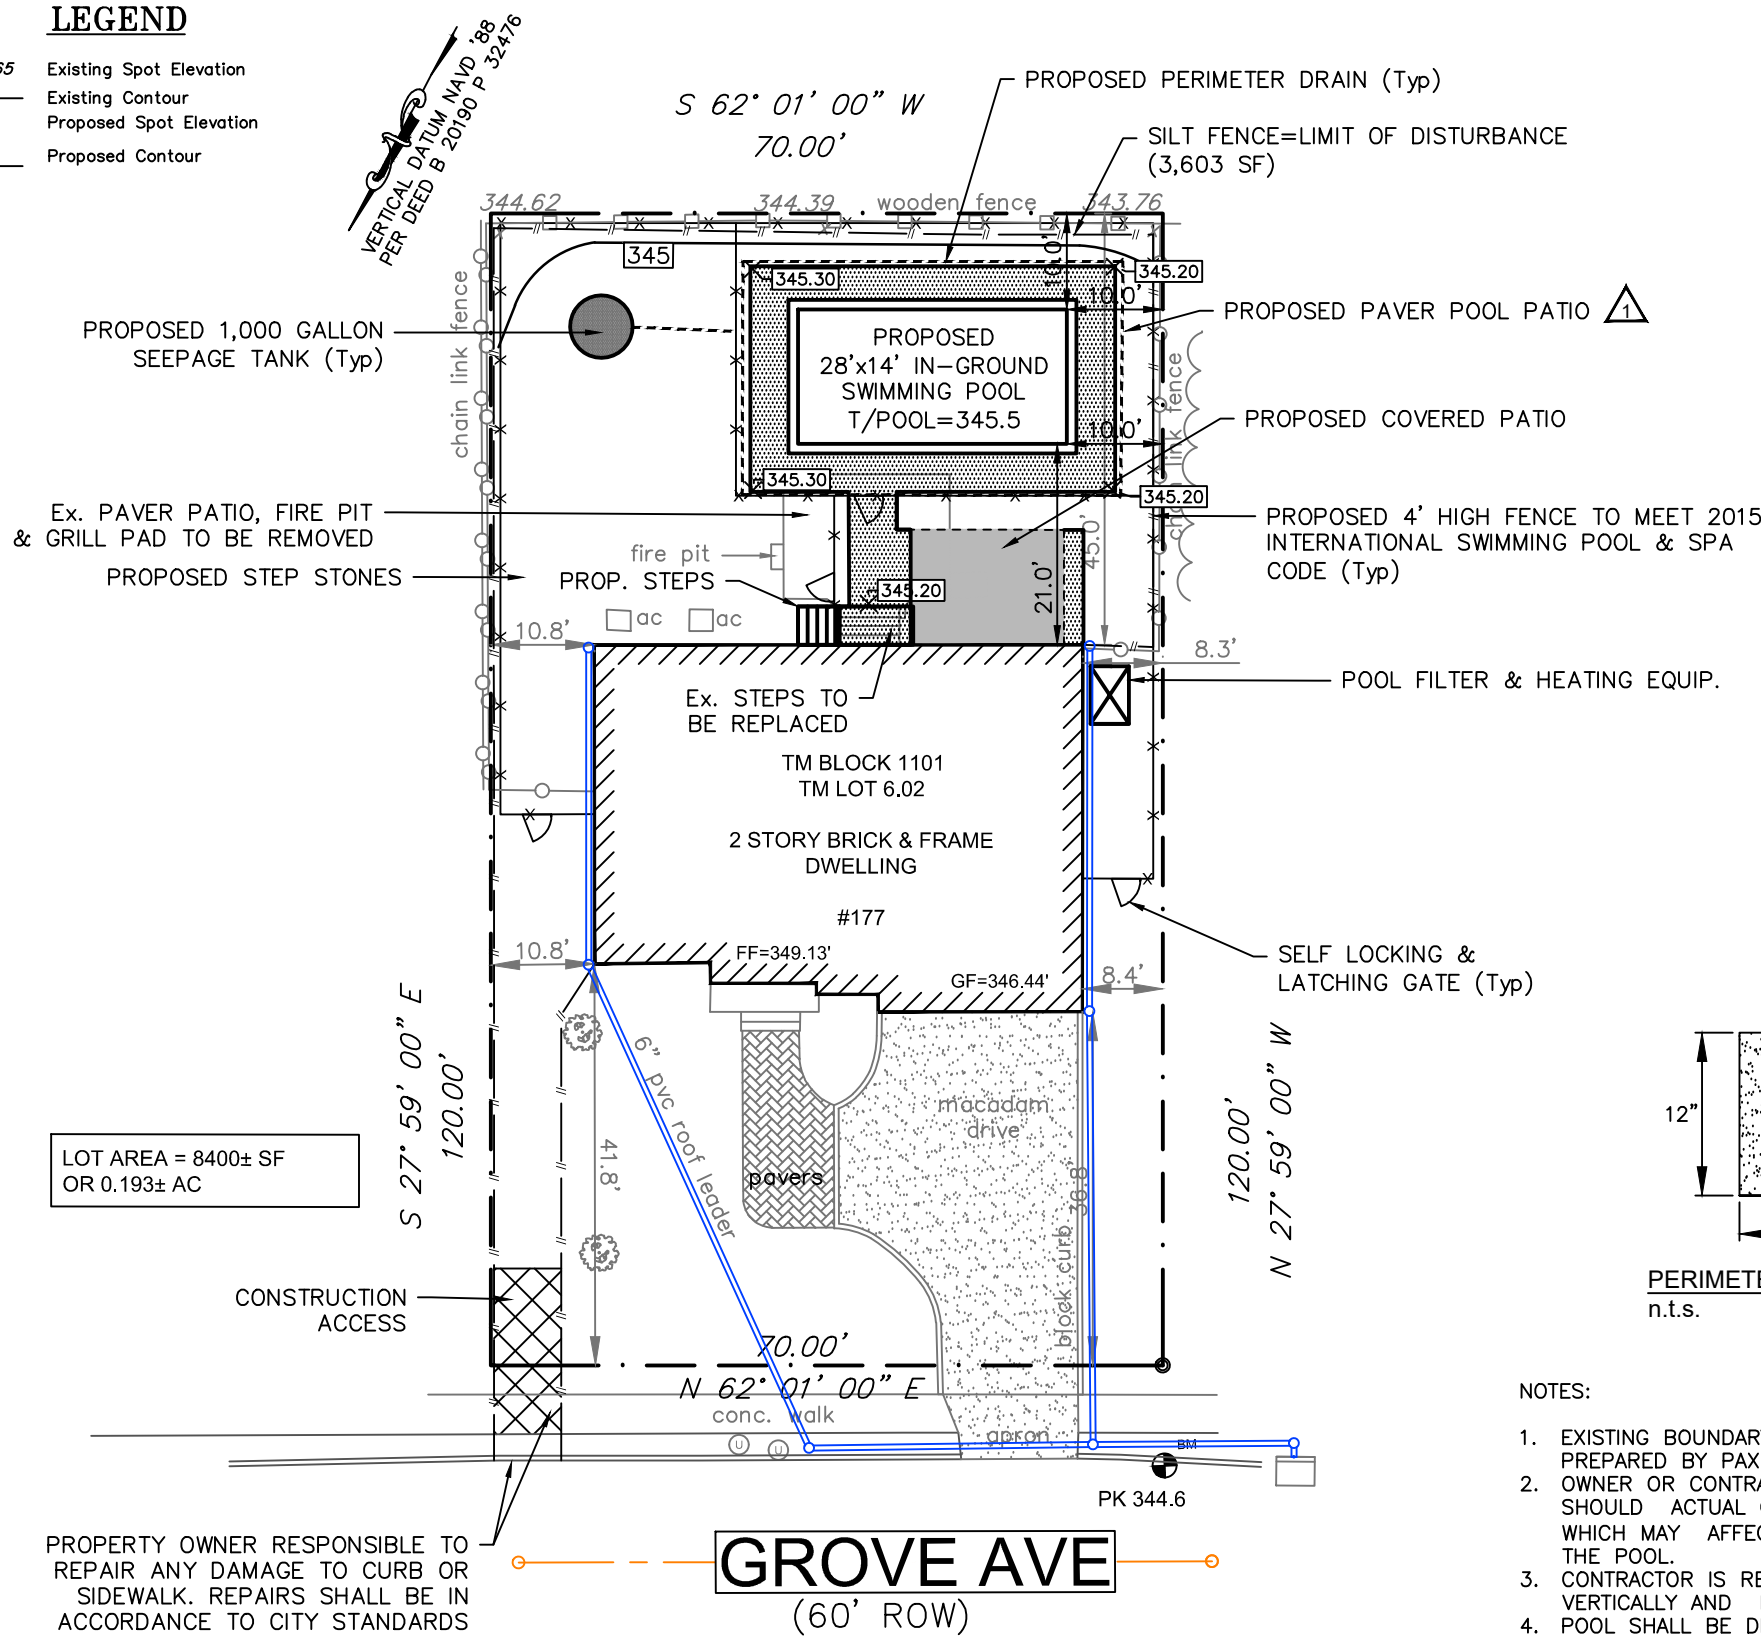 LEGEND
65 Existing Spot Elevation
Existing Contour
Proposed Spot Elevation
Proposed Contour
VERTICAL DATUM NAVD '88
PER DEED B 20190 P 32476
S 62° 01' 00" W
70.00'
PROPOSED PERIMETER DRAIN (Typ)
SILT FENCE=LIMIT OF DISTURBANCE
(3,603 SF)
344.62
344.39
wooden fence
343.76
345
345.30
10.0'
345.20
10.0'
PROPOSED PAVER POOL PATIO
1
PROPOSED 1,000 GALLON
SEEPAGE TANK (Typ)
chain link fence
PROPOSED
28'x14' IN-GROUND
SWIMMING POOL
T/POOL=345.5
chain link fence
10.0'
PROPOSED COVERED PATIO
345.30
345.20
Ex. PAVER PATIO, FIRE PIT
& GRILL PAD TO BE REMOVED
PROPOSED STEP STONES
fire pit
PROP. STEPS
345.20
21.0'
45.0'
PROPOSED 4' HIGH FENCE TO MEET 2015
INTERNATIONAL SWIMMING POOL & SPA
CODE (Typ)
10.8'
ac
ac
8.3'
POOL FILTER & HEATING EQUIP.
Ex. STEPS TO
BE REPLACED
TM BLOCK 1101
TM LOT 6.02
2 STORY BRICK & FRAME
DWELLING
#177
FF=349.13'
GF=346.44'
10.8'
8.4'
SELF LOCKING &
LATCHING GATE (Typ)
S 27° 59' 00" E
120.00'
6" pvc roof leader
41.8'
pavers
macadam
drive
36.8'
block curb
120.00'
N 27° 59' 00" W
12"
PERIMETE
n.t.s.
LOT AREA = 8400± SF
OR 0.193± AC
CONSTRUCTION
ACCESS
70.00'
N 62° 01' 00" E
conc. walk
U
U
apron
BM
PK 344.6
PROPERTY OWNER RESPONSIBLE TO
REPAIR ANY DAMAGE TO CURB OR
SIDEWALK. REPAIRS SHALL BE IN
ACCORDANCE TO CITY STANDARDS
GROVE AVE
(60' ROW)
NOTES:
1. EXISTING BOUNDAR
PREPARED BY PAX
2. OWNER OR CONTRA
SHOULD ACTUAL
WHICH MAY AFFE
THE POOL.
3. CONTRACTOR IS RE
VERTICALLY AND
4. POOL SHALL BE D